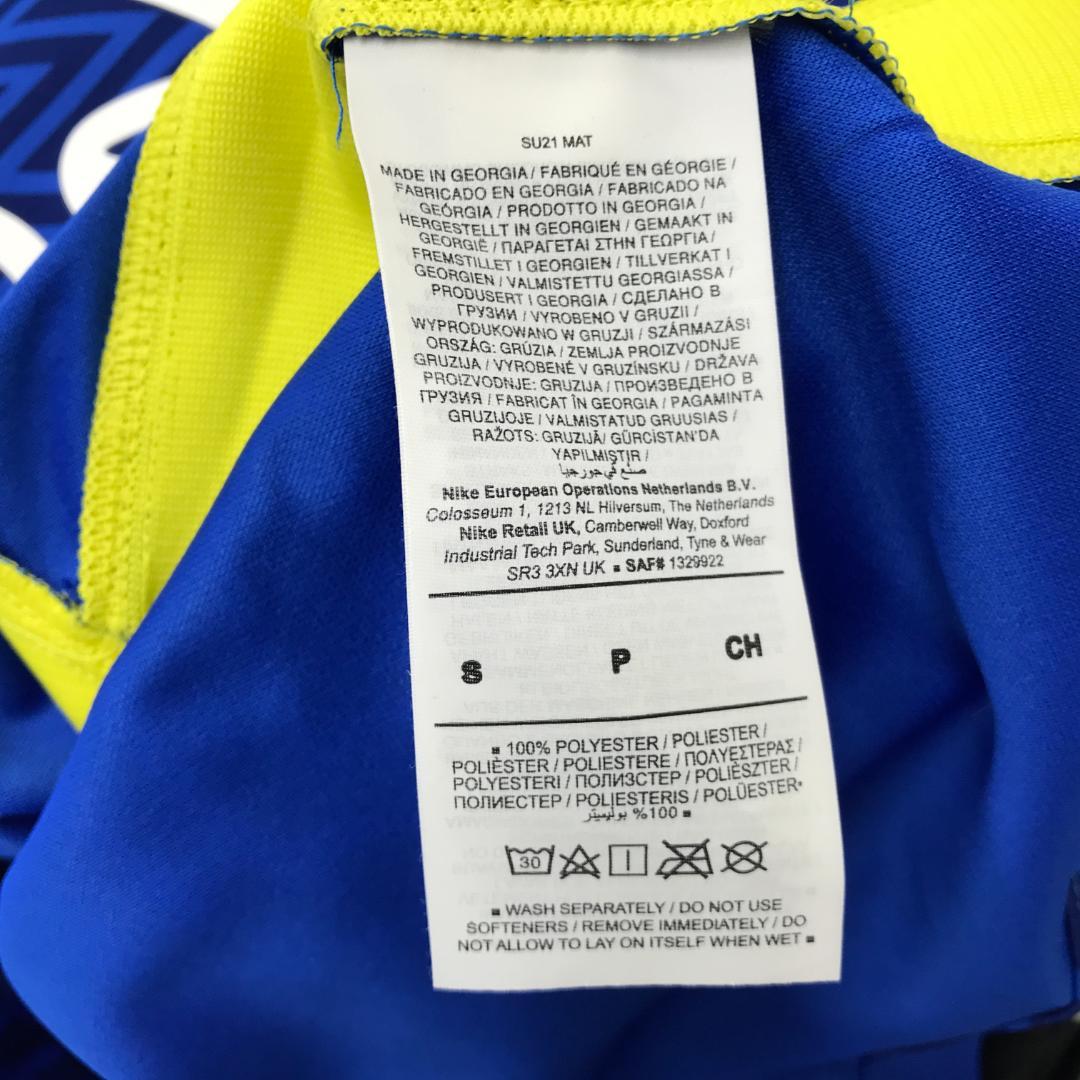 SU21 MAT
MADE IN GEORGIA / FABRIQUÉ EN GÉORGIE /
FABRICADO EN GEORGIA / FABRICADO NA
GEÓRGIA / PRODOTTO IN GEORGIA /
HERGESTELLT IN GEORGIEN / GEMAAKT IN
GEORGIË / ΠΑΡΑΓΕΤΑΙ ΣΤΗΝ ΓΕΩΡΓΙΑ /
FREMSTILLET I GEORGIEN / TILLVERKAT I
GEORGIEN / VALMISTETTU GEORGIASSA /
PRODUSERT I GEORGIA / СДЕЛАНО В
ГРУЗИИ / VYROBENO V GRUZII /
WYPRODUKOWANO W GRUZJI / SZÁRMAZÁSI
ORSZÁG: GRÚZIA / ZEMLJA PROIZVODNJE
GRUZIJA / VYROBENÉ V GRUZÍNSKU / DRŽAVA
PROIZVODNJE: GRUZIJA / ПРОИЗВЕДЕНО В
ГРУЗИЯ / FABRICAT ÎN GEORGIA / PAGAMINTA
GRUZIJOJE / VALMISTATUD GRUUSIAS /
RAŽOTS: GRUZIJĀ/ GÜRCİSTAN'DA
YAPILMIŞTIR /
صنع في جورجيا
Nike European Operations Netherlands B.V.
Colosseum 1, 1213 NL Hilversum, The Netherlands
Nike Retail UK, Camberwell Way, Doxford
Industrial Tech Park, Sunderland, Tyne & Wear
SR3 3XN UK ▪ SAF# 1329922
S P CH
▪ 100% POLYESTER / POLIESTER /
POLIÈSTER / POLIESTERE / ΠΟΛΥΕΣΤΕΡΑΣ /
POLYESTERI / ПОЛИЭСТЕР / POLIÉSZTER /
ПОЛИЕСТЕР / POLIESTERIS / POLÜESTER*
100% بوليستر ▪
30
▪ WASH SEPARATELY / DO NOT USE
SOFTENERS / REMOVE IMMEDIATELY / DO
NOT ALLOW TO LAY ON ITSELF WHEN WET ▪